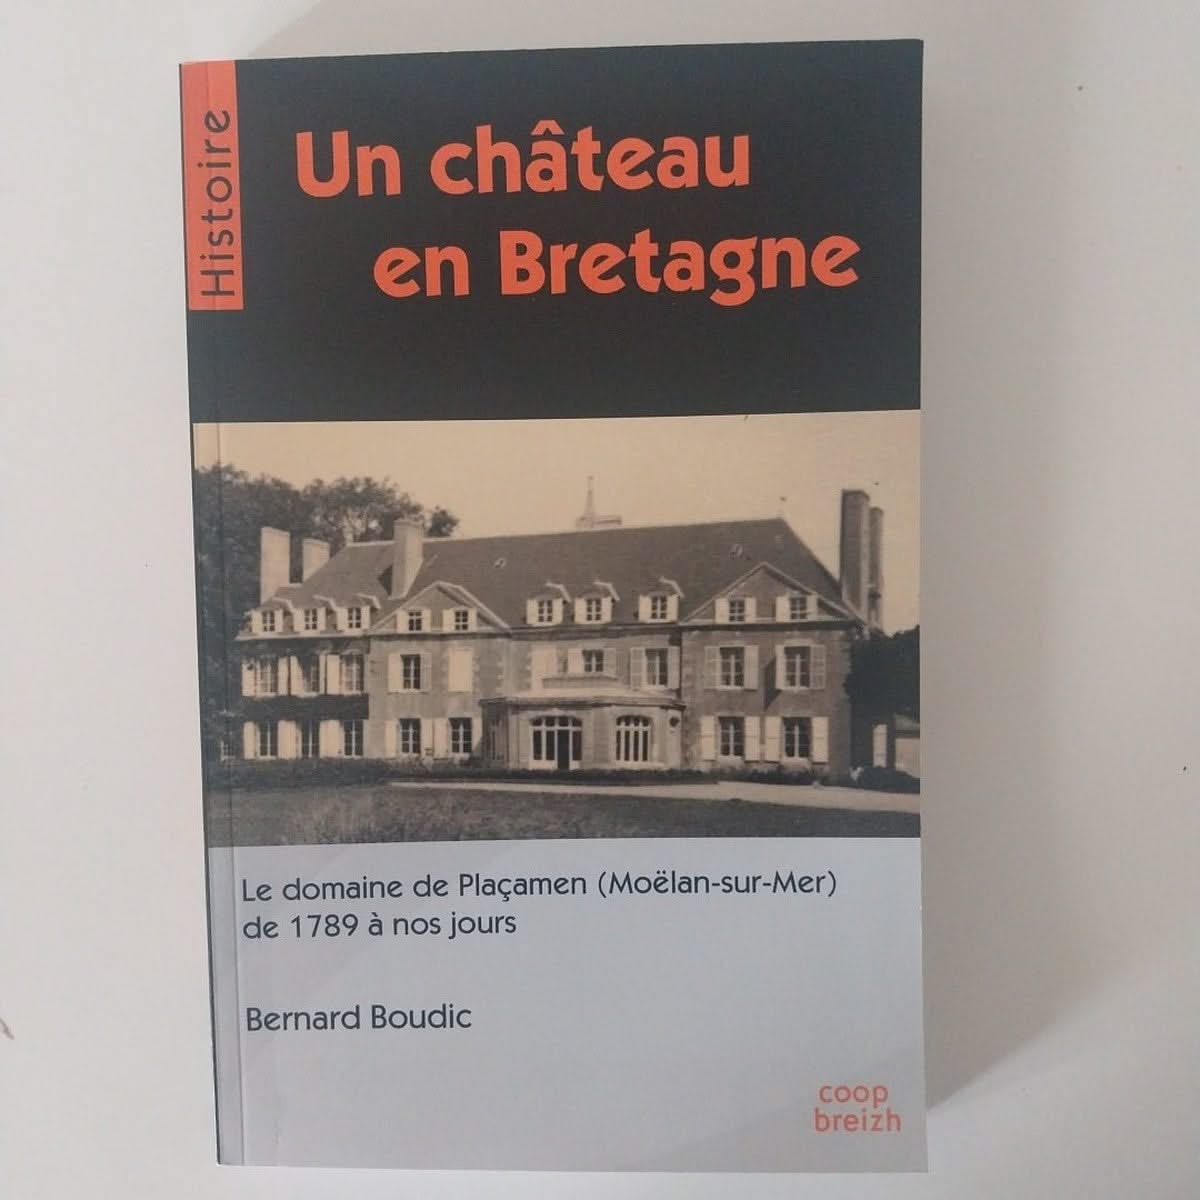 Histoire
Un château
en Bretagne
Le domaine de Plaçamen (Moëlan-sur-Mer)
de 1789 à nos jours
Bernard Boudic
coop
breizh